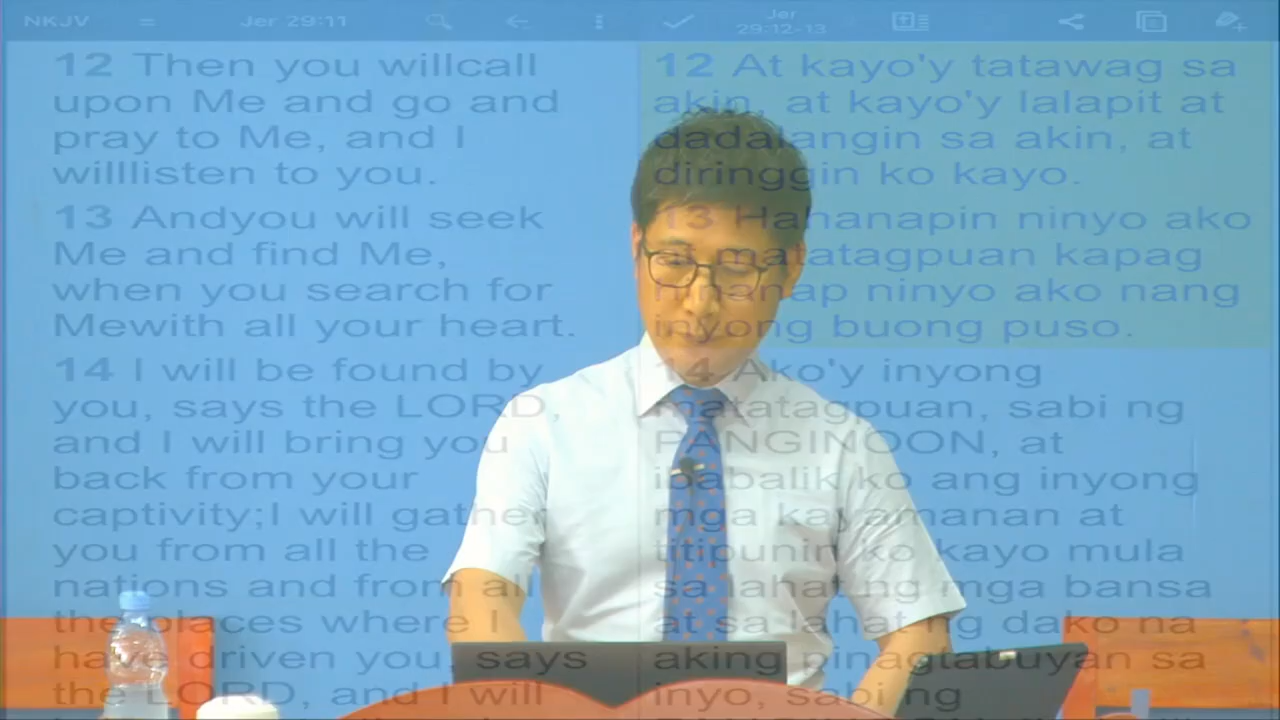 NKJV
Jer 29:11
Jer
29:12-13
12 Then you willcall
upon Me and go and
pray to Me, and I
willlisten to you.
13 Andyou will seek
Me and find Me,
when you search for
Mewith all your heart.
14 I will be found by
you, says the LORD,
and I will bring you
back from your
captivity;I will gather
you from all the
nations and from all
the places where I
have driven you, says
the LORD, and I will
12 At kayo'y tatawag sa
akin, at kayo'y lalapit at
dadalangin sa akin, at
diringgin ko kayo.
13 Hahanapin ninyo ako
at matatagpuan kapag
hinanap ninyo ako nang
inyong buong puso.
14 Ako'y inyong
matatagpuan, sabi ng
PANGINOON, at
ibabalik ko ang inyong
mga kayamanan at
titipunin ko kayo mula
sa lahat ng mga bansa
at sa lahat ng dako na
aking pinagtabuyan sa
inyo, sabi ng